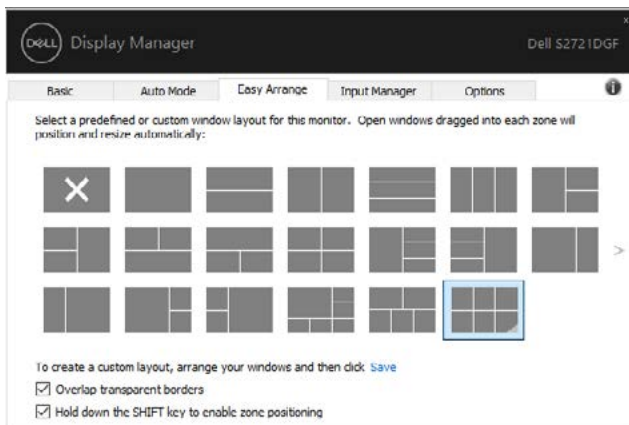 DELL Display Manager
Dell S2721DGF
x
Basic Auto Mode Easy Arrange Input Manager Options
Select a predefined or custom window layout for this monitor. Open windows dragged into each zone will
position and resize automatically:
>
To create a custom layout, arrange your windows and then click Save
Overlap transparent borders
Hold down the SHIFT key to enable zone positioning